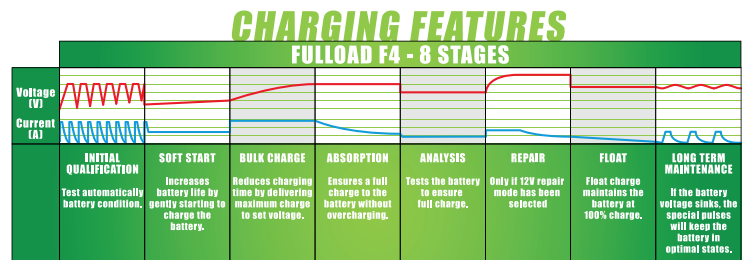 CHARGING FEATURES
FULLOAD F4 - 8 STAGES
Voltage
(V)
Current
(A)
INITIAL
QUALIFICATION
Test automatically
battery condition.
SOFT START
Increases
battery life by
gently starting to
charge the
battery.
BULK CHARGE
Reduces charging
time by delivering
maximum charge
to set voltage.
ABSORPTION
Ensures a full
charge to the
battery without
overcharging.
ANALYSIS
Tests the battery
to ensure
full charge.
REPAIR
Only if 12V repair
mode has been
selected
FLOAT
Float charge
maintains the
battery at
100% charge.
LONG TERM
MAINTENANCE
If the battery
voltage sinks, the
special pulses
will keep the
battery in
optimal states.